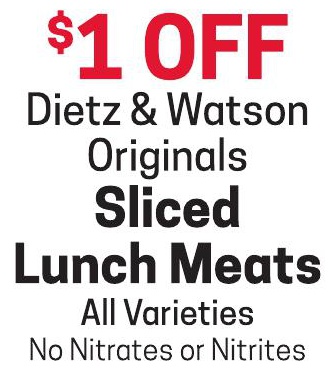 $1 OFF
Dietz & Watson
Originals
Sliced
Lunch Meats
All Varieties
No Nitrates or Nitrites